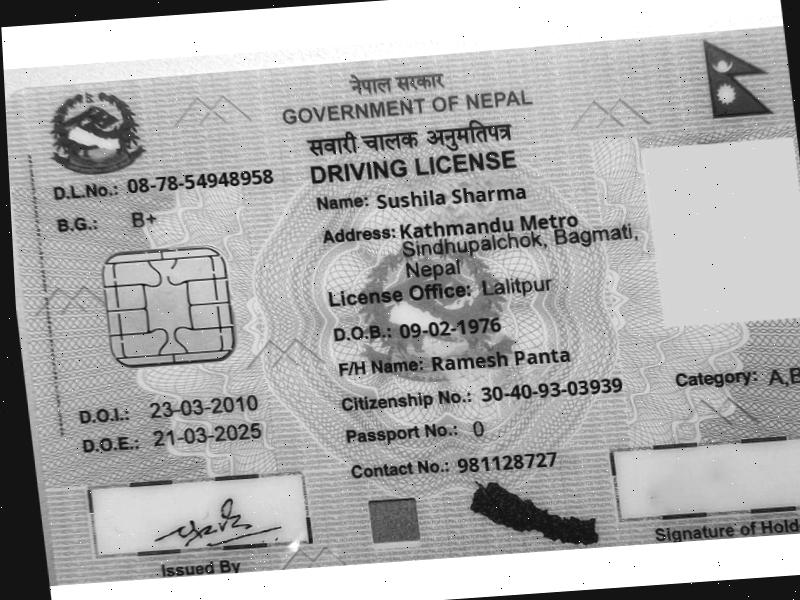 नेपाल सरकार
GOVERNMENT OF NEPAL
सवारी चालक अनुमतिपत्र
DRIVING LICENSE
D.L.No.: 08-78-54948958
B.G.: B+
Name: Sushila Sharma
Address: Kathmandu Metro
Sindhupalchok, Bagmati,
Nepal
License Office: Lalitpur
D.O.B.: 09-02-1976
F/H Name: Ramesh Panta
Citizenship No.: 30-40-93-03939
Category: A,B
Passport No.: 0
Contact No.: 981128727
D.O.I.: 23-03-2010
D.O.E.: 21-03-2025
Issued By
Signature of Hold